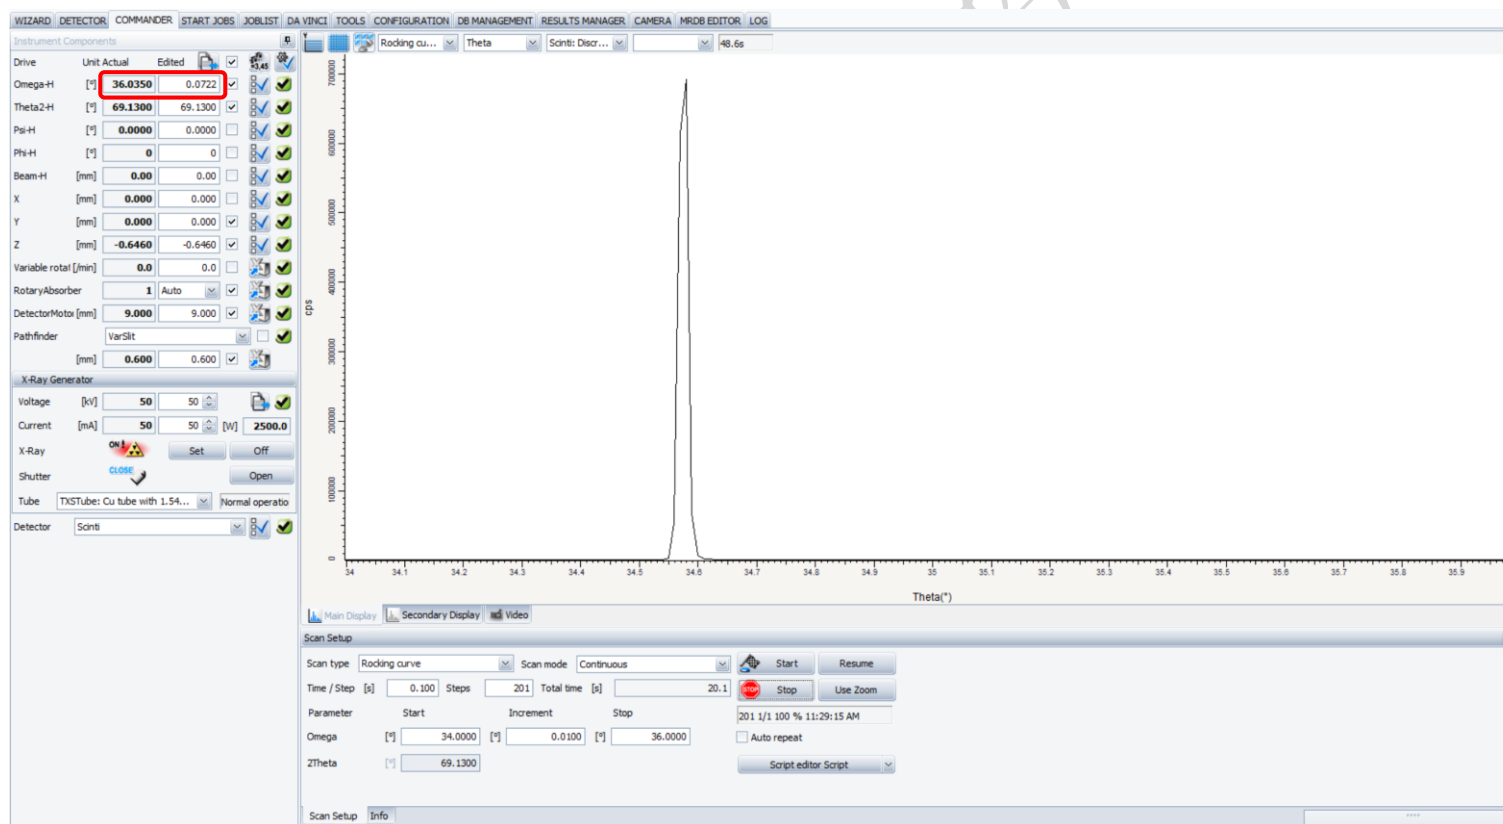 WIZARD DETECTOR COMMANDER START JOBS JOBLIST DA VINCI TOOLS CONFIGURATION DB MANAGEMENT RESULTS MANAGER CAMERA MRDB EDITOR LOG
Instrument Components
Rocking cu... Theta Scinti: Discr... 48.6s
Drive Unit Actual Edited
Omega-H [°] 36.0350 0.0722
Theta2-H [°] 69.1300 69.1300
Psi-H [°] 0.0000 0.0000
Phi-H [°] 0 0
Beam-H [mm] 0.00 0.00
X [mm] 0.000 0.000
Y [mm] 0.000 0.000
Z [mm] -0.6460 -0.6460
Variable rotat [/min] 0.0 0.0
RotaryAbsorber 1 Auto
DetectorMotor [mm] 9.000 9.000
Pathfinder VarSlit
[mm] 0.600 0.600
X-Ray Generator
Voltage [kV] 50 50
Current [mA] 50 50 [W] 2500.0
X-Ray ON Set Off
Shutter CLOSE Open
Tube TXSTube: Cu tube with 1.54... Normal operatio
Detector Scinti
Y
700000
600000
500000
400000
300000
200000
100000
0
cps
34 34.1 34.2 34.3 34.4 34.5 34.6 34.7 34.8 34.9 35 35.1 35.2 35.3 35.4 35.5 35.6 35.7 35.8 35.9
Theta(°)
Main Display Secondary Display Video
Scan Setup
Scan type Rocking curve Scan mode Continuous Start Resume
Time / Step [s] 0.100 Steps 201 Total time [s] 20.1 STOP Stop Use Zoom
Parameter Start Increment Stop 201 1/1 100 % 11:29:15 AM
Omega [°] 34.0000 [°] 0.0100 [°] 36.0000 Auto repeat
2Theta [°] 69.1300 Script editor Script
Scan Setup Info